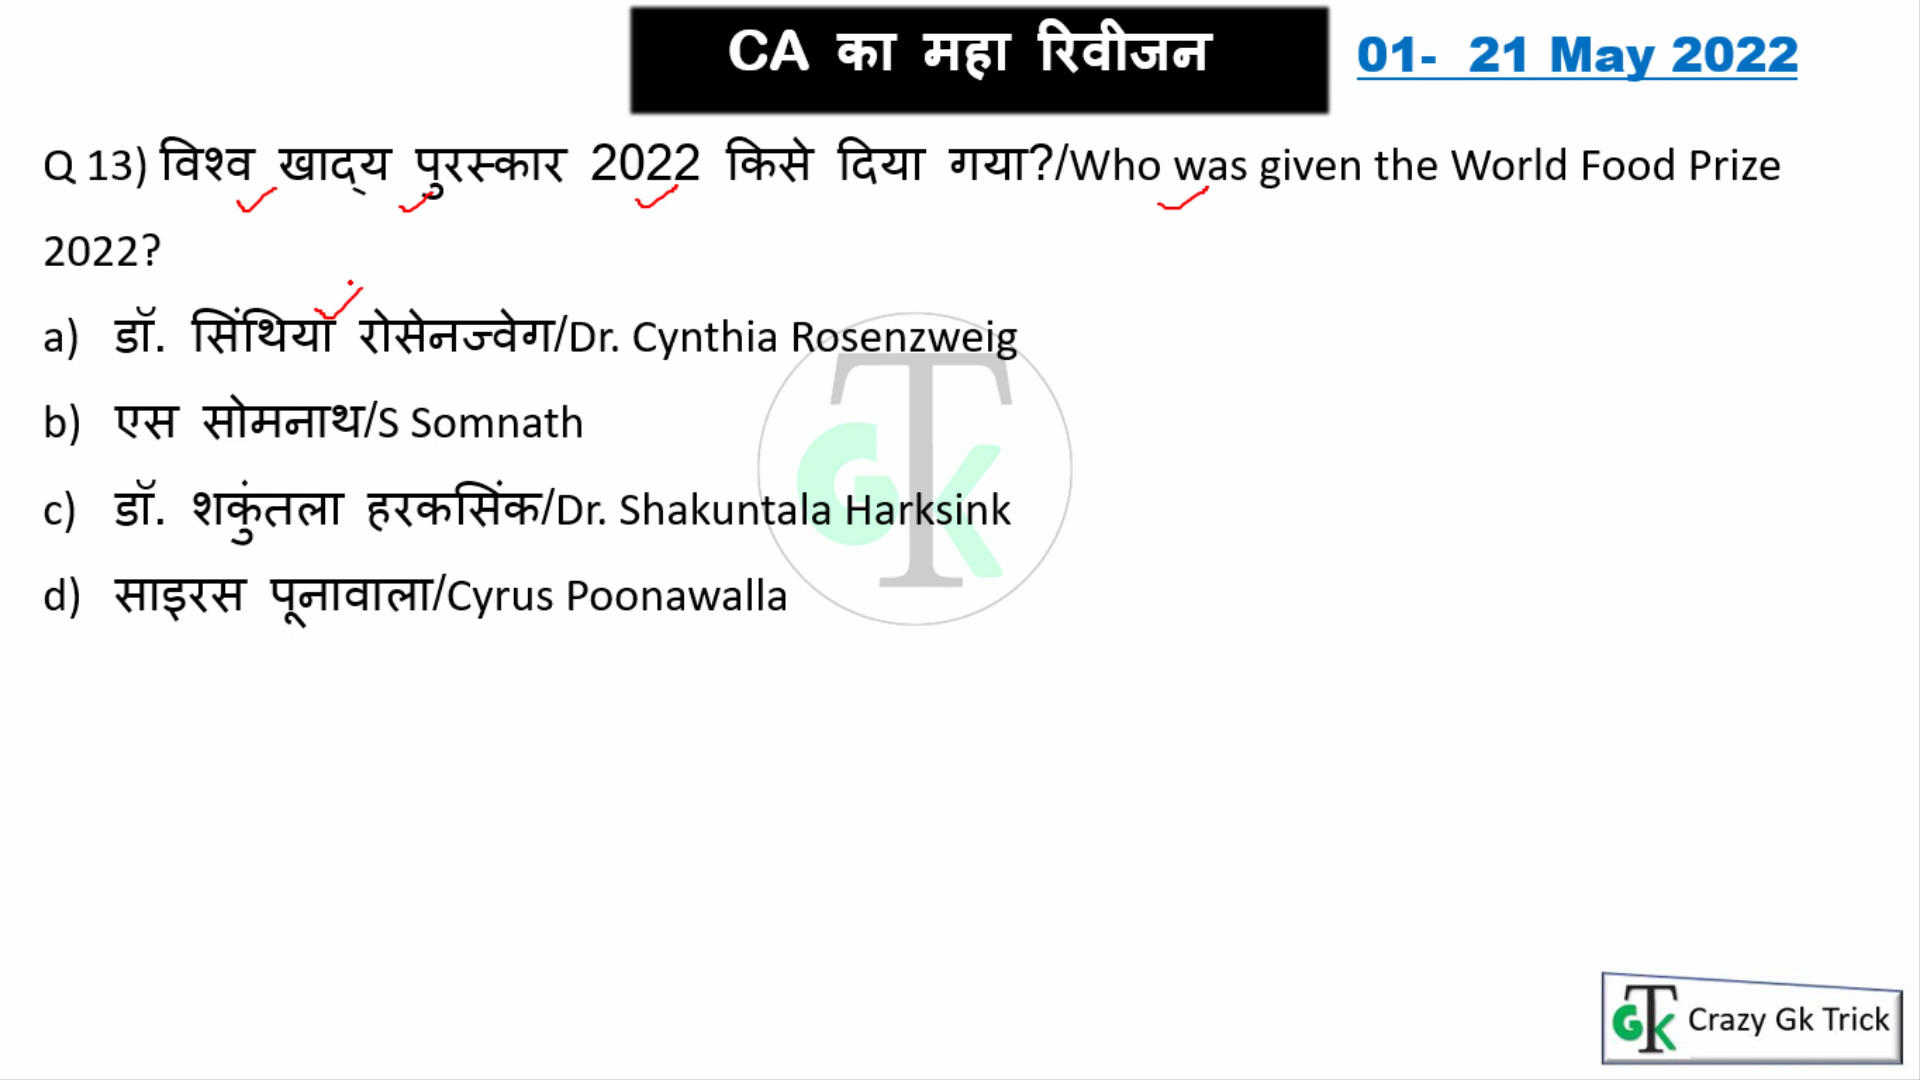 CA का महा रिवीजन
01- 21 May 2022
Q 13) विश्व खाद्य पुरस्कार 2022 किसे दिया गया?/Who was given the World Food Prize
2022?
a) डॉ. सिंथिया रोसेनज्वेग/Dr. Cynthia Rosenzweig
b) एस सोमनाथ/S Somnath
c) डॉ. शकुंतला हरकसिंक/Dr. Shakuntala Harksink
d) साइरस पूनावाला/Cyrus Poonawalla
GTK
GTK Crazy Gk Trick